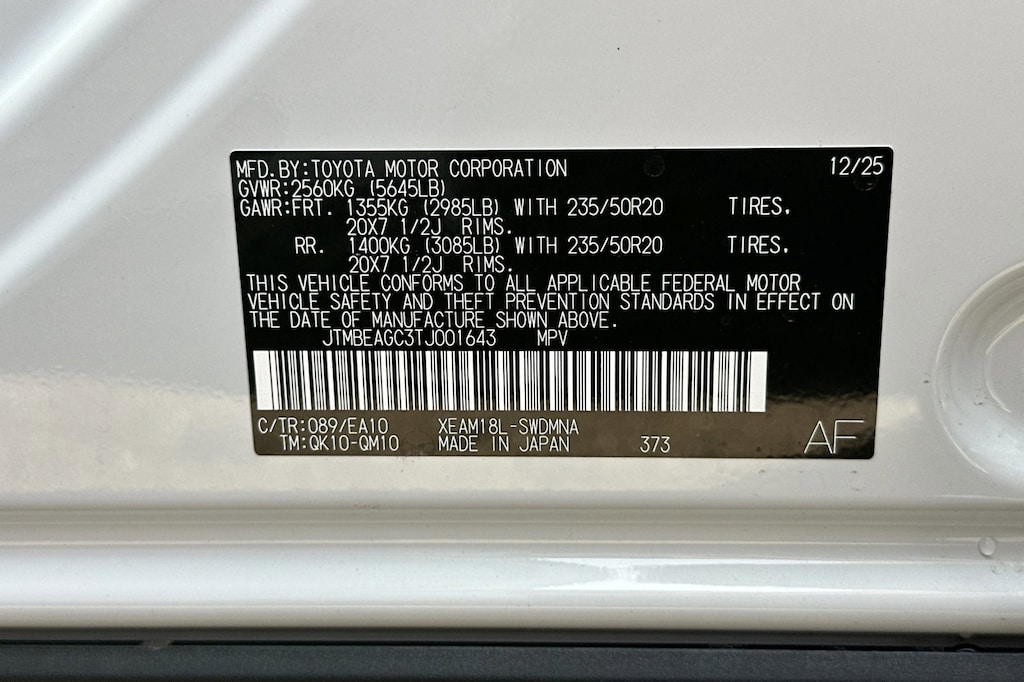 MFD.BY:TOYOTA MOTOR CORPORATION 12/25
GVWR:2560KG (5645LB)
GAWR:FRT. 1355KG (2985LB) WITH 235/50R20 TIRES.
20X7 1/2J RIMS.
RR. 1400KG (3085LB) WITH 235/50R20 TIRES.
20X7 1/2J RIMS.
THIS VEHICLE CONFORMS TO ALL APPLICABLE FEDERAL MOTOR
VEHICLE SAFETY AND THEFT PREVENTION STANDARDS IN EFFECT ON
THE DATE OF MANUFACTURE SHOWN ABOVE.
JTMBEAGC3TJ001643 MPV
C/TR:089/EA10 XEAM18L-SWDMNA
TM:QK10-QM10 MADE IN JAPAN 373 AF